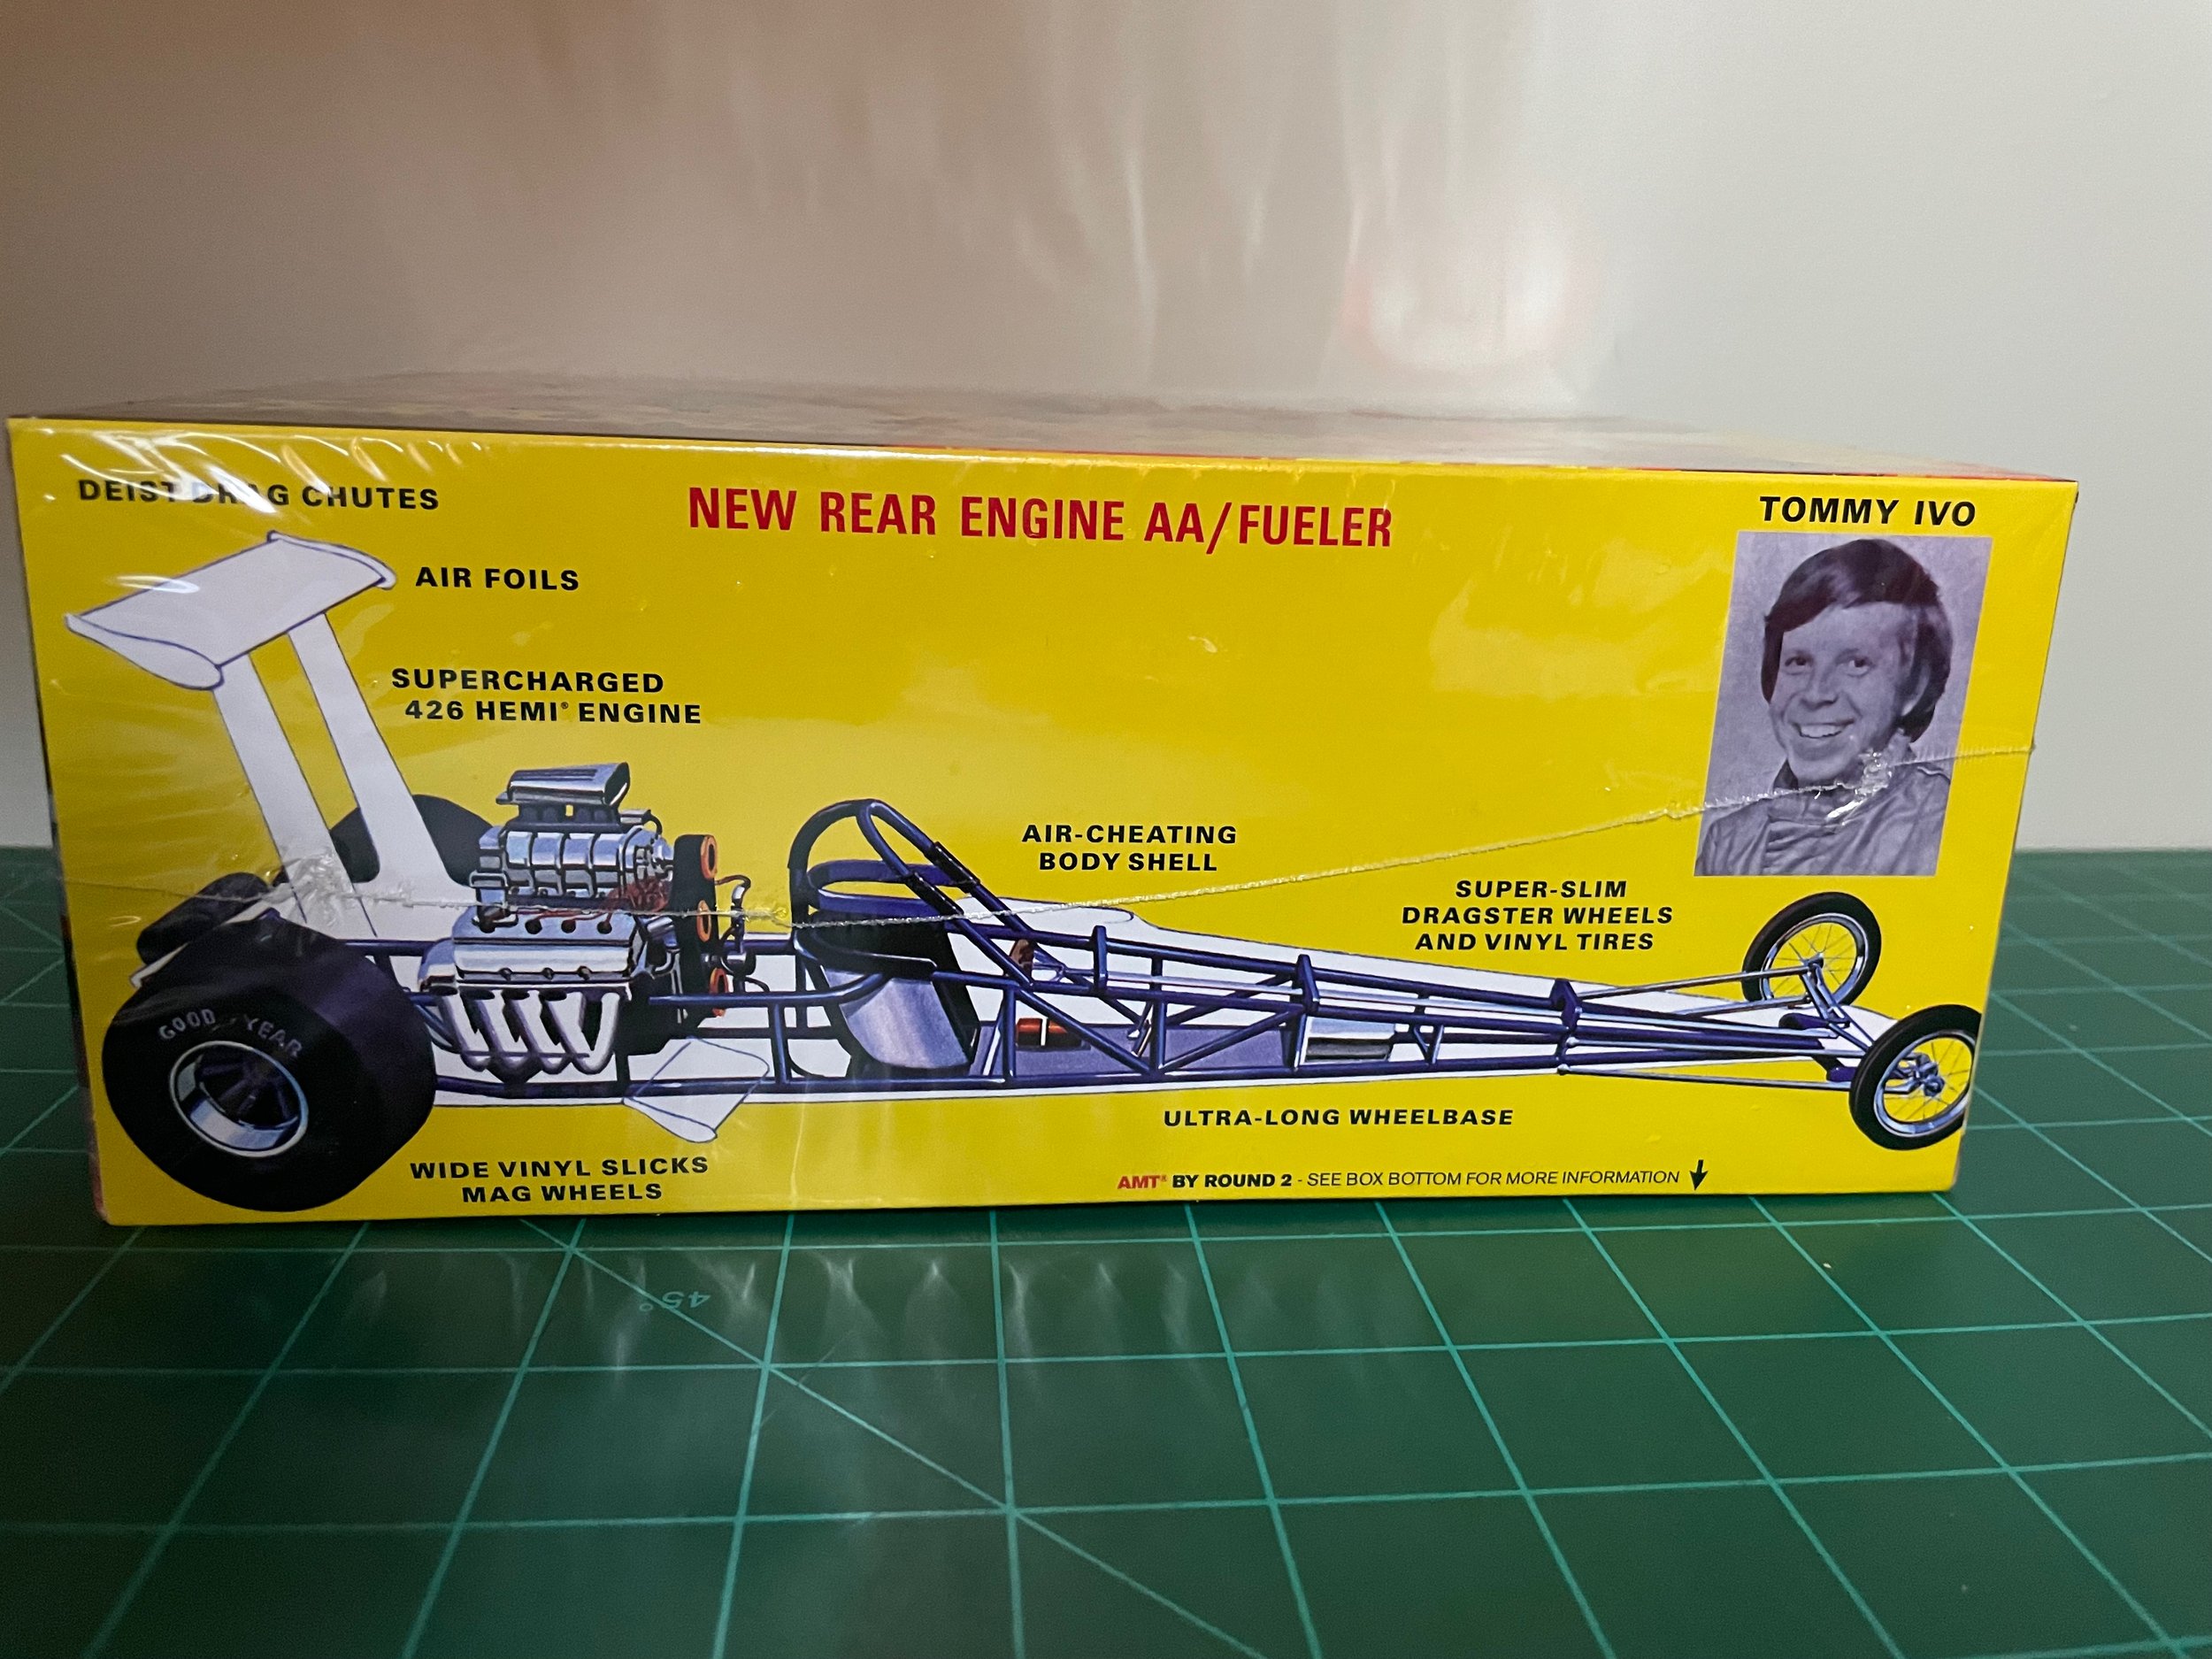 DEIST DRAG CHUTES
NEW REAR ENGINE AA/FUELER
TOMMY IVO
AIR FOILS
SUPERCHARGED
426 HEMI® ENGINE
AIR-CHEATING
BODY SHELL
SUPER-SLIM
DRAGSTER WHEELS
AND VINYL TIRES
GOOD YEAR
ULTRA-LONG WHEELBASE
WIDE VINYL SLICKS
MAG WHEELS
AMT® BY ROUND 2 - SEE BOX BOTTOM FOR MORE INFORMATION
45°